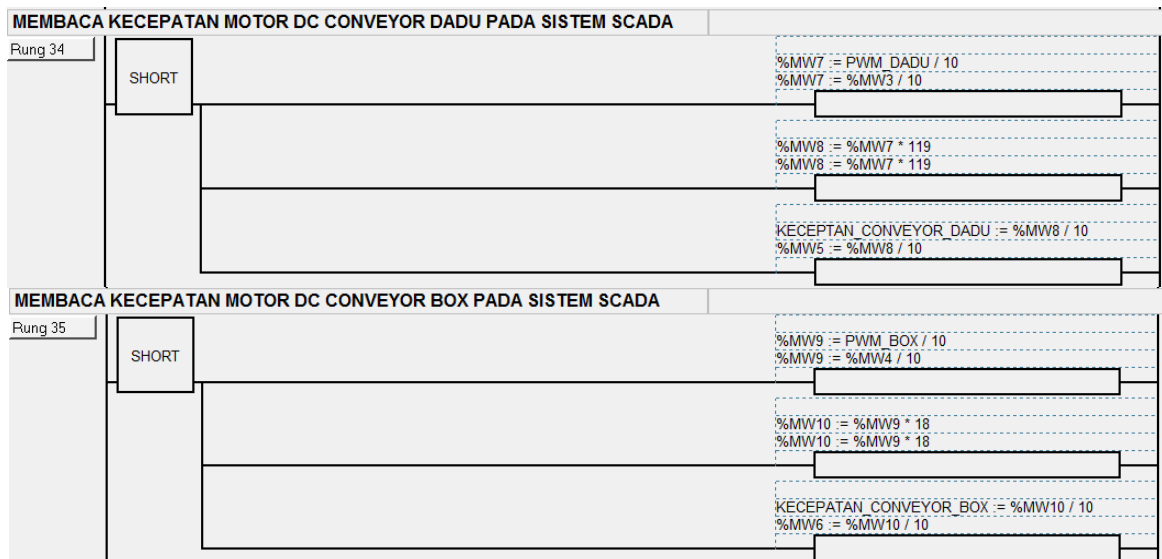 MEMBACA KECEPATAN MOTOR DC CONVEYOR DADU PADA SISTEM SCADA
Rung 34
SHORT
%MW7 := PWM_DADU / 10
%MW7 := %MW3 / 10
%MW8 := %MW7 * 119
%MW8 := %MW7 * 119
KECEPTAN_CONVEYOR_DADU := %MW8 / 10
%MW5 := %MW8 / 10
MEMBACA KECEPATAN MOTOR DC CONVEYOR BOX PADA SISTEM SCADA
Rung 35
SHORT
%MW9 := PWM_BOX / 10
%MW9 := %MW4 / 10
%MW10 := %MW9 * 18
%MW10 := %MW9 * 18
KECEPATAN_CONVEYOR_BOX := %MW10 / 10
%MW6 := %MW10 / 10